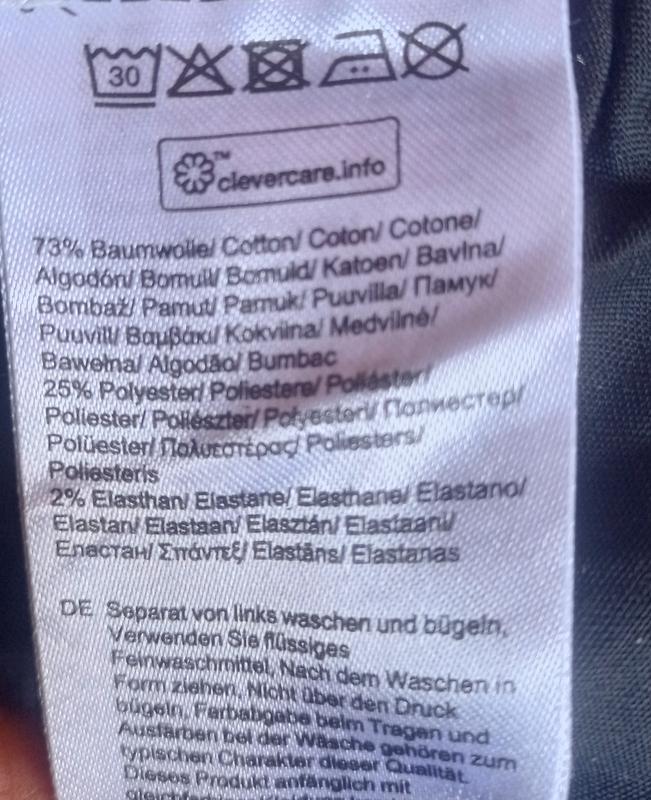 30
clevercare.info
73% Baumwolle/ Cotton/ Coton/ Cotone/
Algodón/ Bomull/ Bomuld/ Katoen/ Bavlna/
Bombaž/ Pamut/ Pamuk/ Puuvilla/ Памук/
Puuvill/ Βαμβάκι/ Kokvilna/ Medvilnė/
Bawełna/ Algodão/ Bumbac
25% Polyester/ Poliestere/ Poliéster/
Poliester/ Poliészter/ Polyesteri/ Полиестер/
Polüester/ Πολυεστέρας/ Poliesters/
Poliesteris
2% Elasthan/ Elastane/ Elasthane/ Elastano/
Elastan/ Elastaan/ Elasztán/ Elastaani/
Еластан/ Σπάντεξ/ Elastāns/ Elastanas
DE Separat von links waschen und bügeln,
Verwenden Sie flüssiges
Feinwaschmittel, Nach dem Waschen in
Form ziehen, Nicht über den Druck
bügeln, Farbabgabe beim Tragen und
Ausfärben bei der Wäsche gehören zum
typischen Charakter dieser Qualität.
Dieses Produkt anfänglich mit